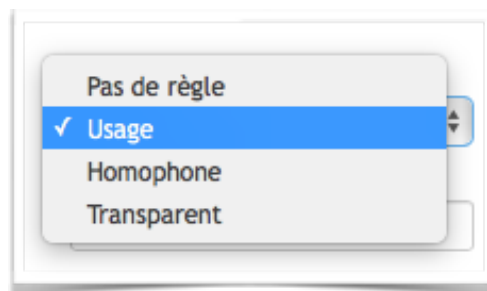 Pas de règle
✓ Usage
Homophone
Transparent